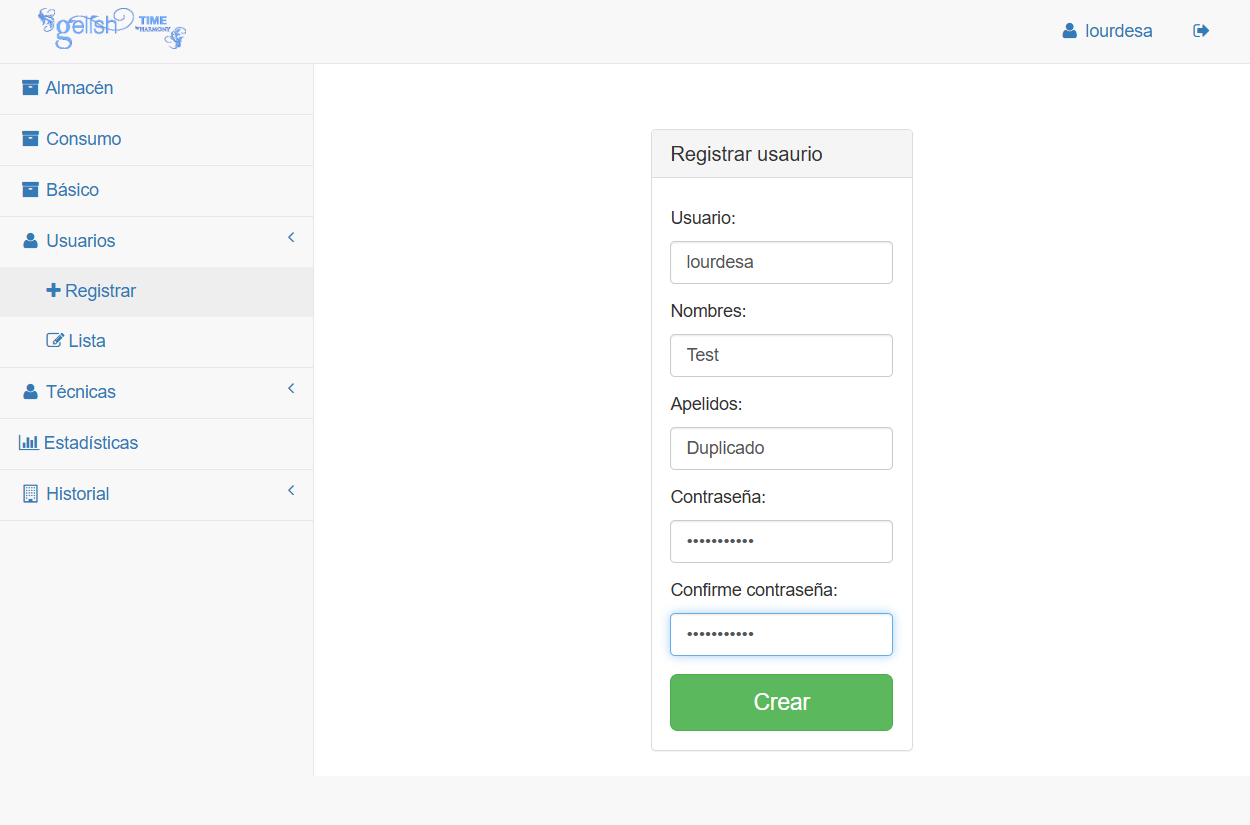 gelish TIME
by HARMONY
lourdesa
Almacén
Consumo
Básico
Usuarios
Registrar
Lista
Técnicas
Estadísticas
Historial
Registrar usaurio
Usuario:
lourdesa
Nombres:
Test
Apelidos:
Duplicado
Contraseña:
•••••••••••
Confirme contraseña:
•••••••••••
Crear